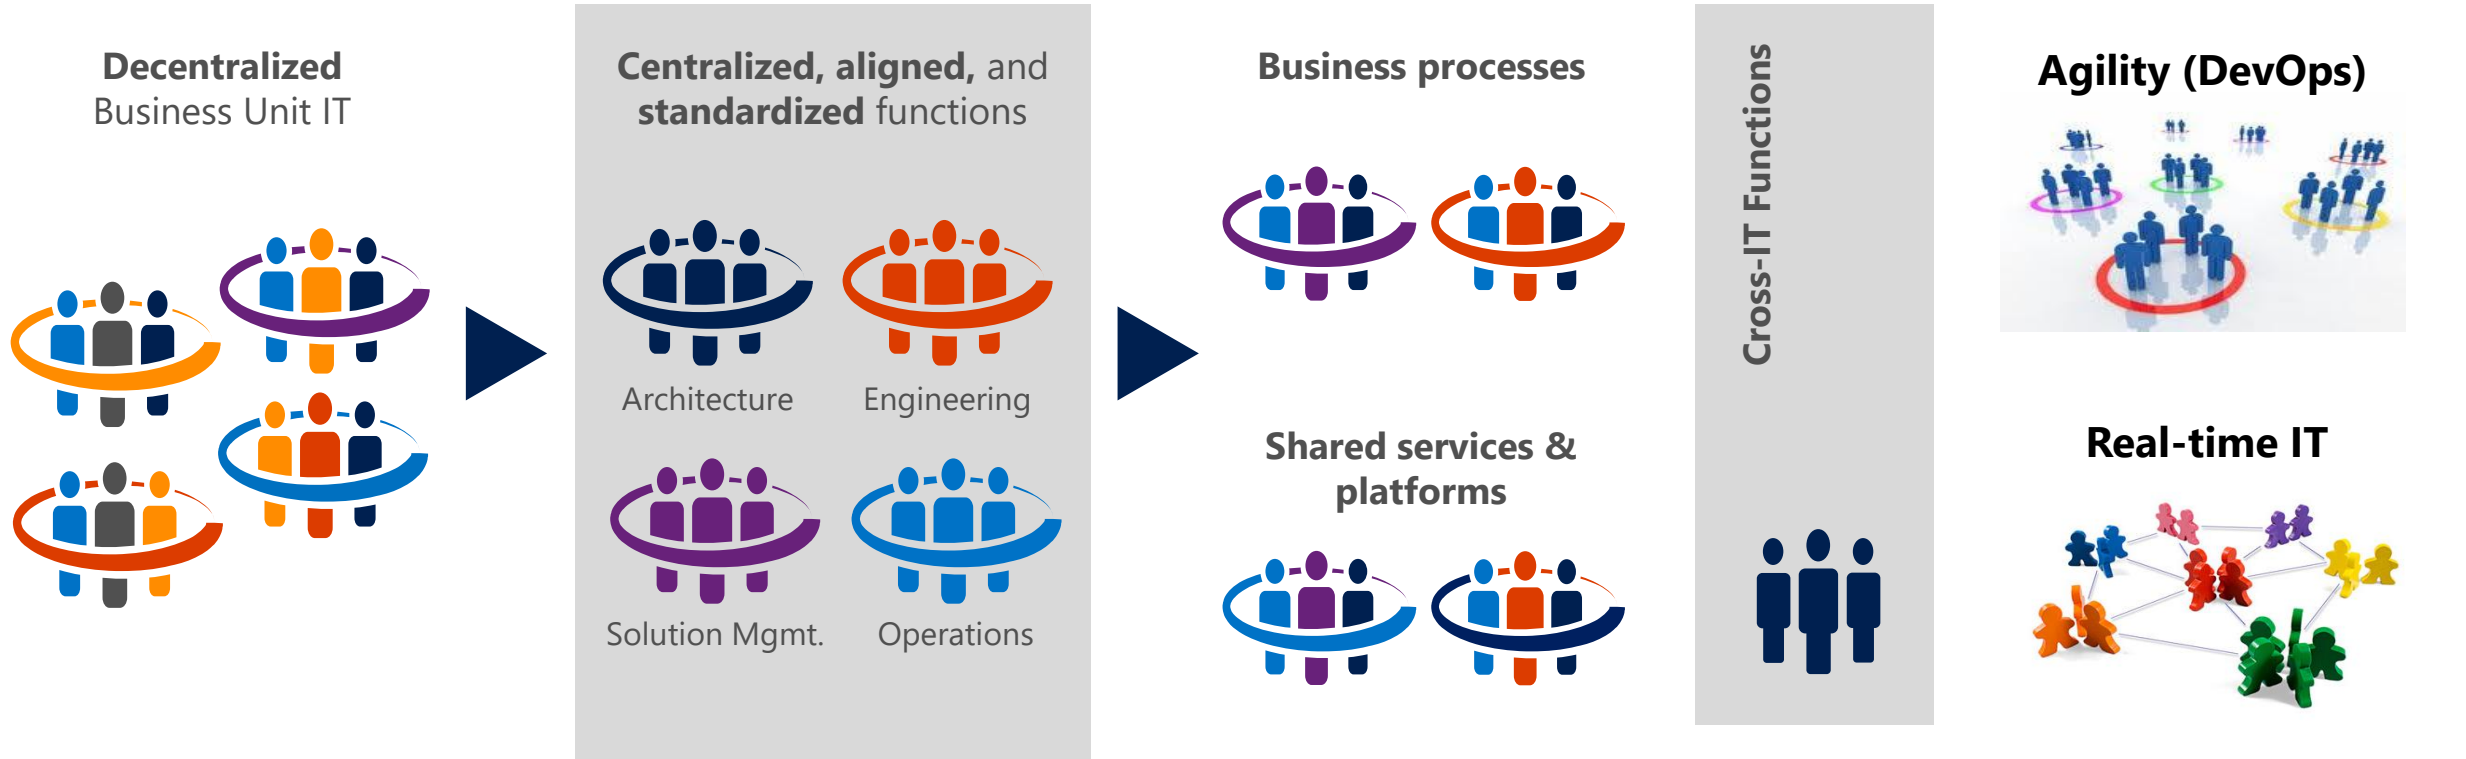 Decentralized
Business Unit IT
Centralized, aligned, and
standardized functions
Architecture
Engineering
Solution Mgmt.
Operations
Business processes
Shared services &
platforms
Cross-IT Functions
Agility (DevOps)
Real-time IT